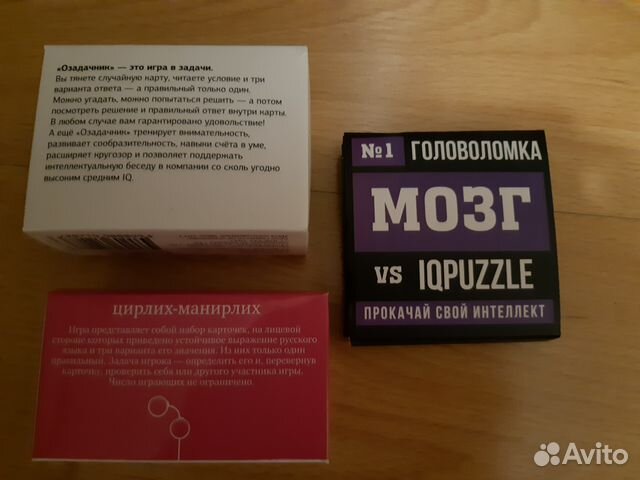 «Озадачник» — это игра в задачи.
Вы тянете случайную карту, читаете условие и три
варианта ответа — а правильный только один.
Можно угадать, можно попытаться решить — а потом
посмотреть решение и правильный ответ внутри карты.
В любом случае вам гарантировано удовольствие!
А ещё «Озадачник» тренирует внимательность,
развивает сообразительность, навыки счёта в уме,
расширяет кругозор и позволяет поддержать
интеллектуальную беседу в компании со сколь угодно
высоким средним IQ.
№1 ГОЛОВОЛОМКА
МОЗГ
VS IQPUZZLE
ПРОКАЧАЙ СВОЙ ИНТЕЛЛЕКТ
цирлих-манирлих
Игра представляет собой набор карточек, на лицевой
стороне которых приведено устойчивое выражение русского
языка и три варианта его значения. Из них только один
правильный. Задача игрока — определить его и, перевернув
карточку, проверить себя или другого участника игры.
Число играющих не ограничено.
Avito